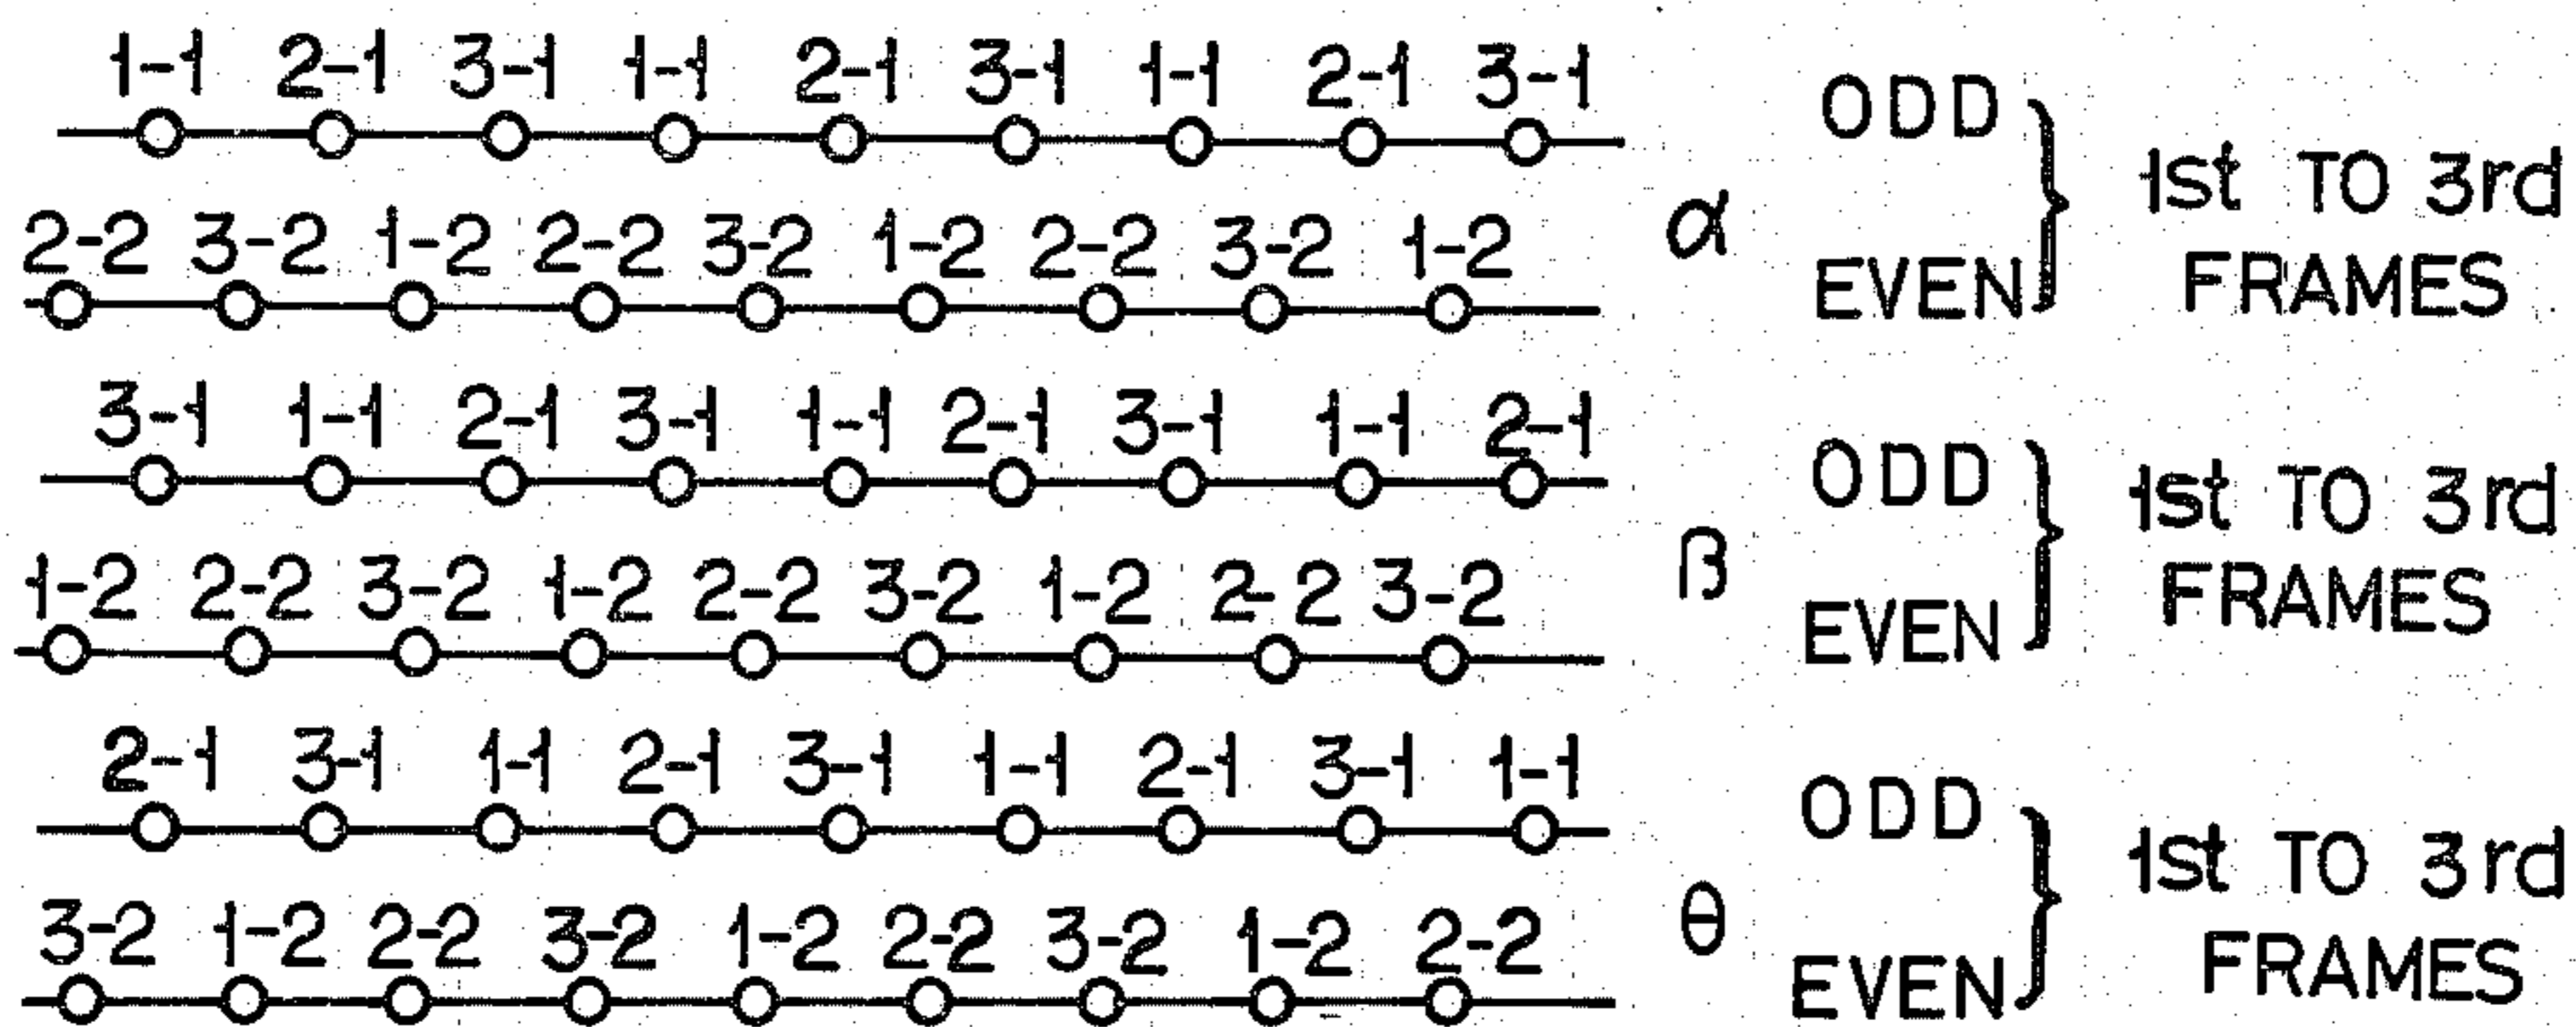 1-1 2-1 3-1 1-1 2-1 3-1 1-1 2-1 3-1 ODD
α 1st TO 3rd
2-2 3-2 1-2 2-2 3-2 1-2 2-2 3-2 1-2 EVEN FRAMES
3-1 1-1 2-1 3-1 1-1 2-1 3-1 1-1 2-1 ODD 1st TO 3rd
β
1-2 2-2 3-2 1-2 2-2 3-2 1-2 2-2 3-2 EVEN FRAMES
2-1 3-1 1-1 2-1 3-1 1-1 2-1 3-1 1-1 ODD
1st TO 3rd
3-2 1-2 2-2 3-2 1-2 2-2 3-2 1-2 2-2 θ EVEN FRAMES